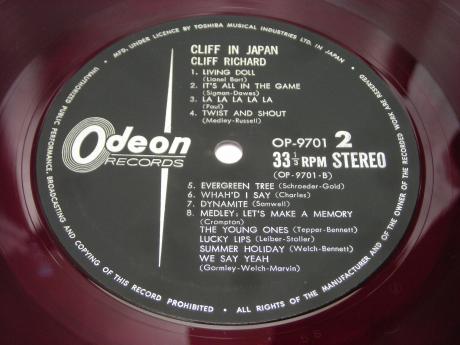 MFD. UNDER LICENCE BY TOSHIBA MUSICAL INDUSTRIES LTD. IN JAPAN
ALL RIGHTS OF THE MANUFACTURER AND OF THE OWNER OF THE RECORDED WORK ARE RESERVED
UNAUTHORIZED PUBLIC PERFORMANCE, BROADCASTING AND COPYING OF THIS RECORD PROHIBITED
CLIFF IN JAPAN
CLIFF RICHARD
1. LIVING DOLL
(Lionel Bart)
2. IT'S ALL IN THE GAME
(Sigman-Dawes)
3. LA LA LA LA LA
(Paul)
4. TWIST AND SHOUT
(Medley-Russell)
Odeon
RECORDS
OP-9701 2
33 1/3 RPM STEREO
(OP-9701-B)
5. EVERGREEN TREE (Schroeder-Gold)
6. WHAH'D I SAY (Charles)
7. DYNAMITE (Samwell)
8. MEDLEY: LET'S MAKE A MEMORY
(Crompton)
THE YOUNG ONES (Tepper-Bennett)
LUCKY LIPS (Leiber-Stoller)
SUMMER HOLIDAY (Welch-Bennett)
WE SAY YEAH
(Gormley-Welch-Marvin)